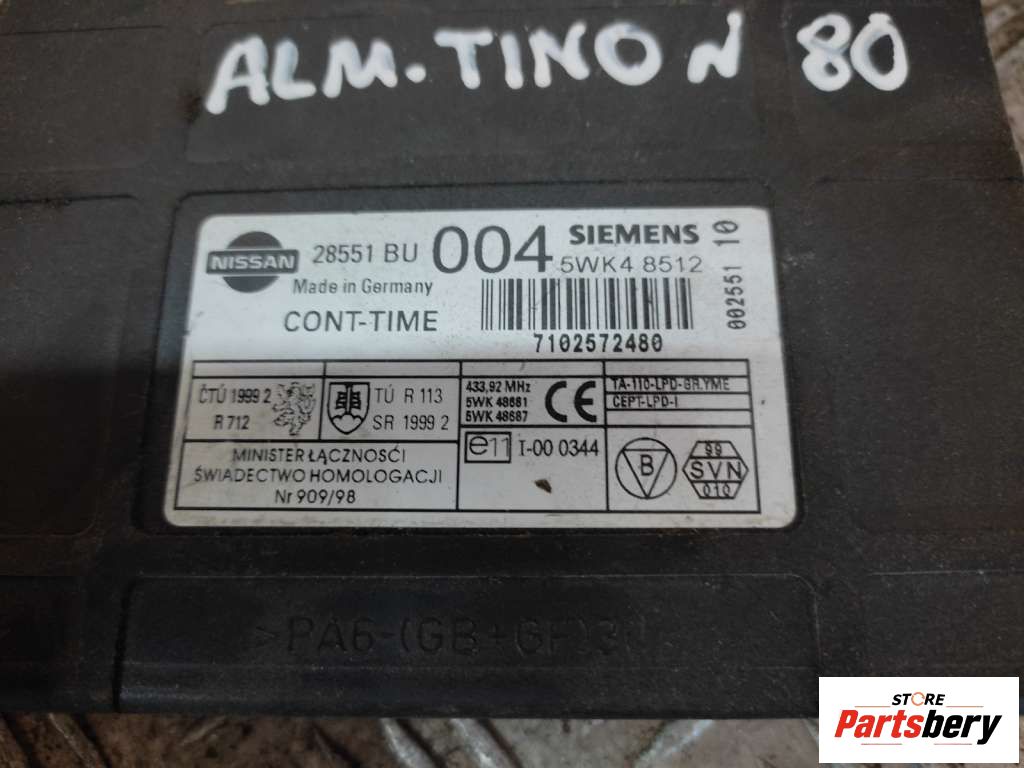 ALM.TINO N 80
NISSAN 28551 BU 004 SIEMENS
5WK4 8512
Made in Germany
CONT-TIME
7102572480
002551 10
ČTÚ 1999 2
R 712
TÚ R 113
SR 1999 2
433,92 MHz
5WK 48681
5WK 48687
CE
TA-110-LPD-GR.YME
CEPT-LPD-I
MINISTER ŁĄCZNOŚCI
ŚWIADECTWO HOMOLOGACJI
Nr 909/98
e11 I-00 0344
B
99
SVN
010
>PA6-(GB+GF)30
STORE
Partsbery